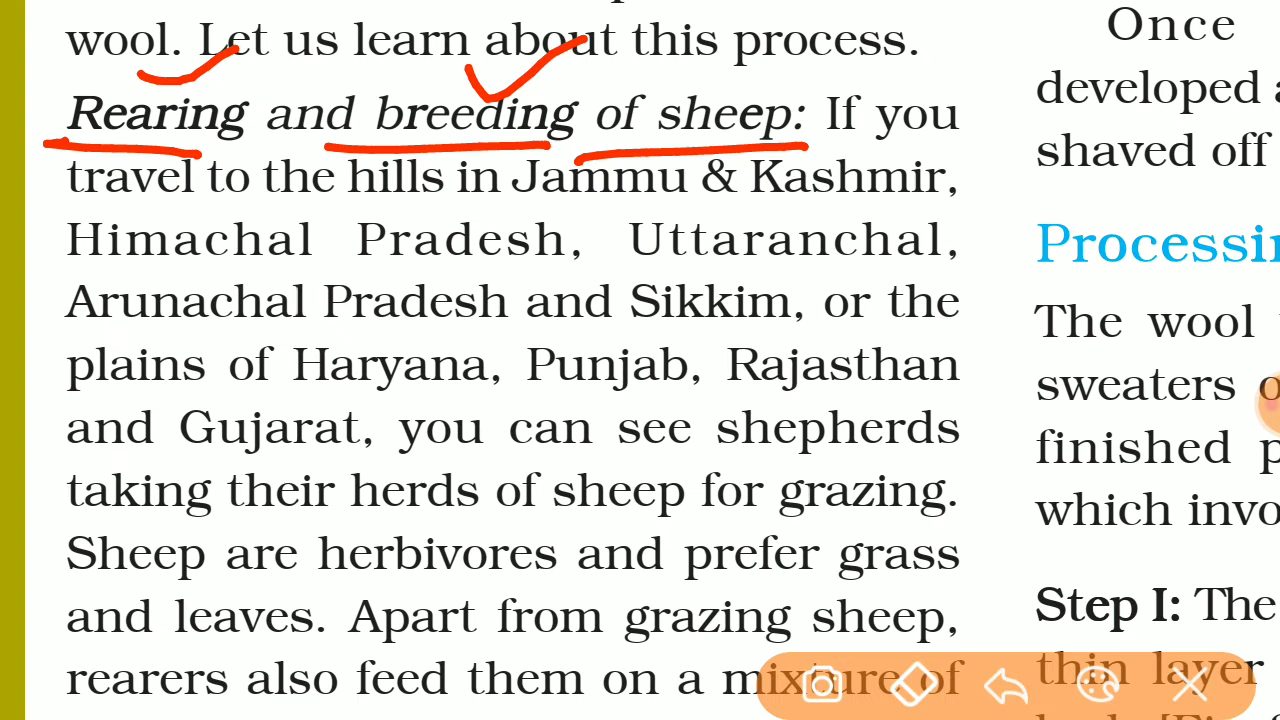 wool. Let us learn about this process.
Rearing and breeding of sheep: If you
travel to the hills in Jammu & Kashmir,
Himachal Pradesh, Uttaranchal,
Arunachal Pradesh and Sikkim, or the
plains of Haryana, Punjab, Rajasthan
and Gujarat, you can see shepherds
taking their herds of sheep for grazing.
Sheep are herbivores and prefer grass
and leaves. Apart from grazing sheep,
rearers also feed them on a mixture of
Once
developed
shaved off
The wool
sweaters
finished
which
Step I: The
thin layer